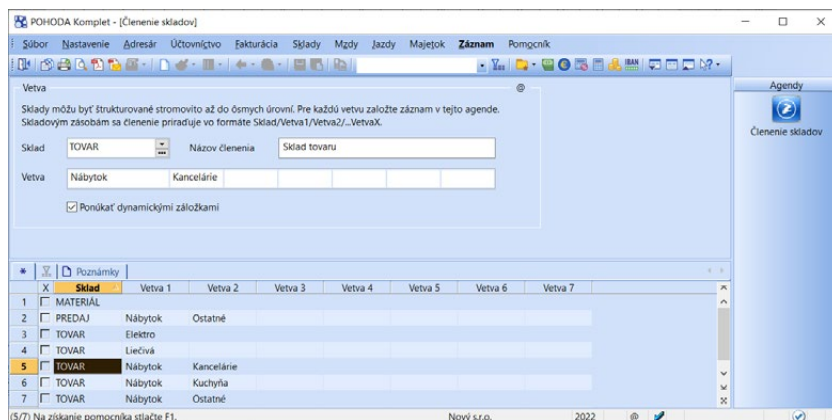 POHODA Komplet - [Členenie skladov]
Súbor Nastavenie Adresár Účtovníctvo Fakturácia Sklady Mzdy Jazdy Majetok Záznam Pomocník
Vetva @
Agendy
Sklady môžu byť štrukturované stromovito až do ôsmych úrovní. Pre každú vetvu založte záznam v tejto agende.
Skladovým zásobám sa členenie priraďuje vo formáte Sklad/Vetva1/Vetva2/...VetvaX.
Členenie skladov
Sklad TOVAR Názov členenia Sklad tovaru
Vetva Nábytok Kancelárie
Ponúkať dynamickými záložkami
* Poznámky
X Sklad Vetva 1 Vetva 2 Vetva 3 Vetva 4 Vetva 5 Vetva 6 Vetva 7
1 MATERIÁL
2 PREDAJ Nábytok Ostatné
3 TOVAR Elektro
4 TOVAR Liečivá
5 TOVAR Nábytok Kancelárie
6 TOVAR Nábytok Kuchyňa
7 TOVAR Nábytok Ostatné
(5/7) Na získanie pomocníka stlačte F1. Nový s.r.o. 2022 @